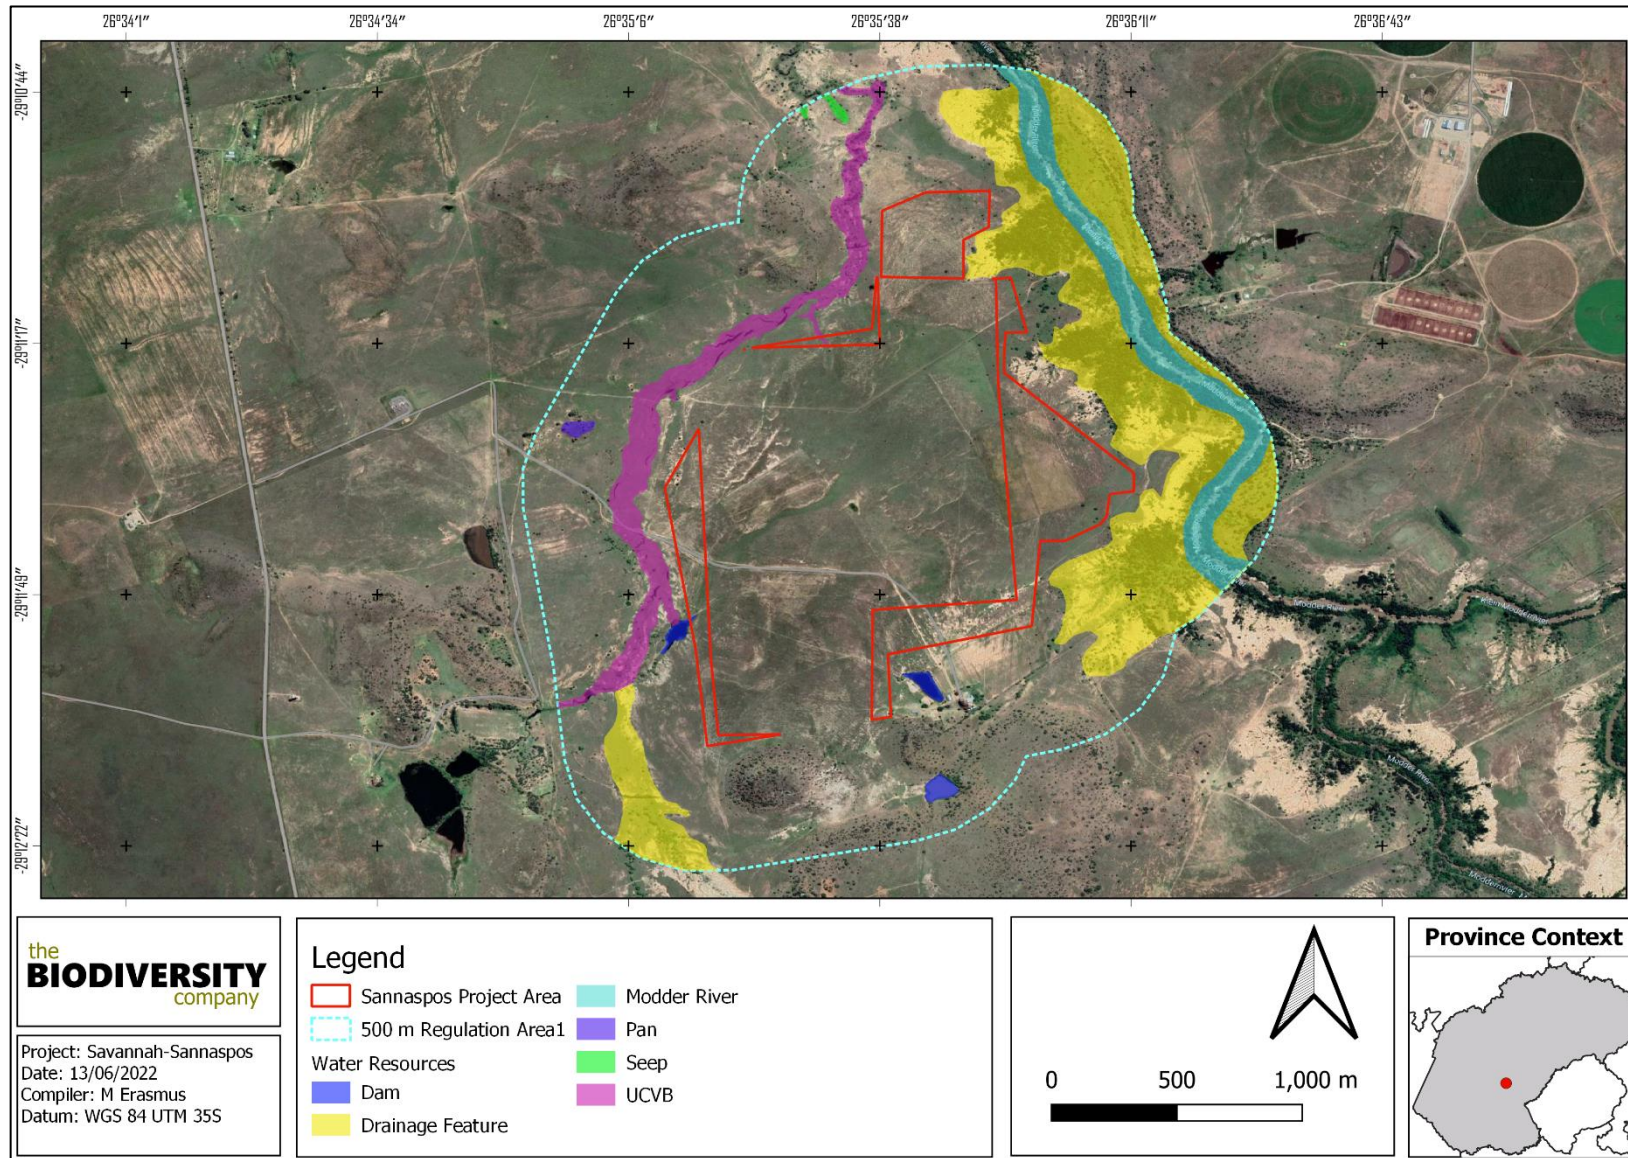 26°34′1″ 26°34′34″ 26°35′6″ 26°35′38″ 26°36′11″ 26°36′43″
-29°10′44″
-29°11′17″
-29°11′49″
-29°12′22″
Modder River
Modder River
Modderrivier
the
BIODIVERSITY
company
Project: Savannah-Sannaspos
Date: 13/06/2022
Compiler: M Erasmus
Datum: WGS 84 UTM 35S
Legend
Sannaspos Project Area
500 m Regulation Area1
Water Resources
Dam
Drainage Feature
Modder River
Pan
Seep
UCVB
0 500 1,000 m
Province Context